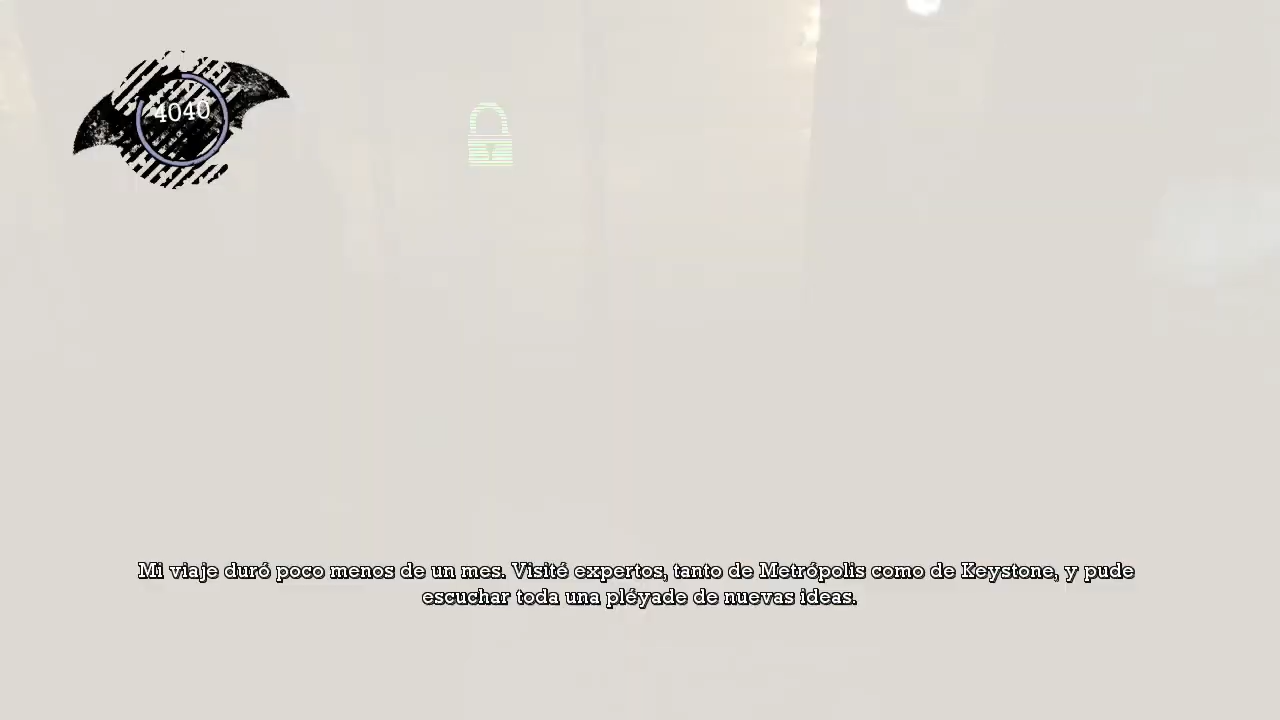 4040
Mi viaje duró poco menos de un mes. Visité expertos, tanto de Metrópolis como de Keystone, y pude
escuchar toda una pléyade de nuevas ideas.